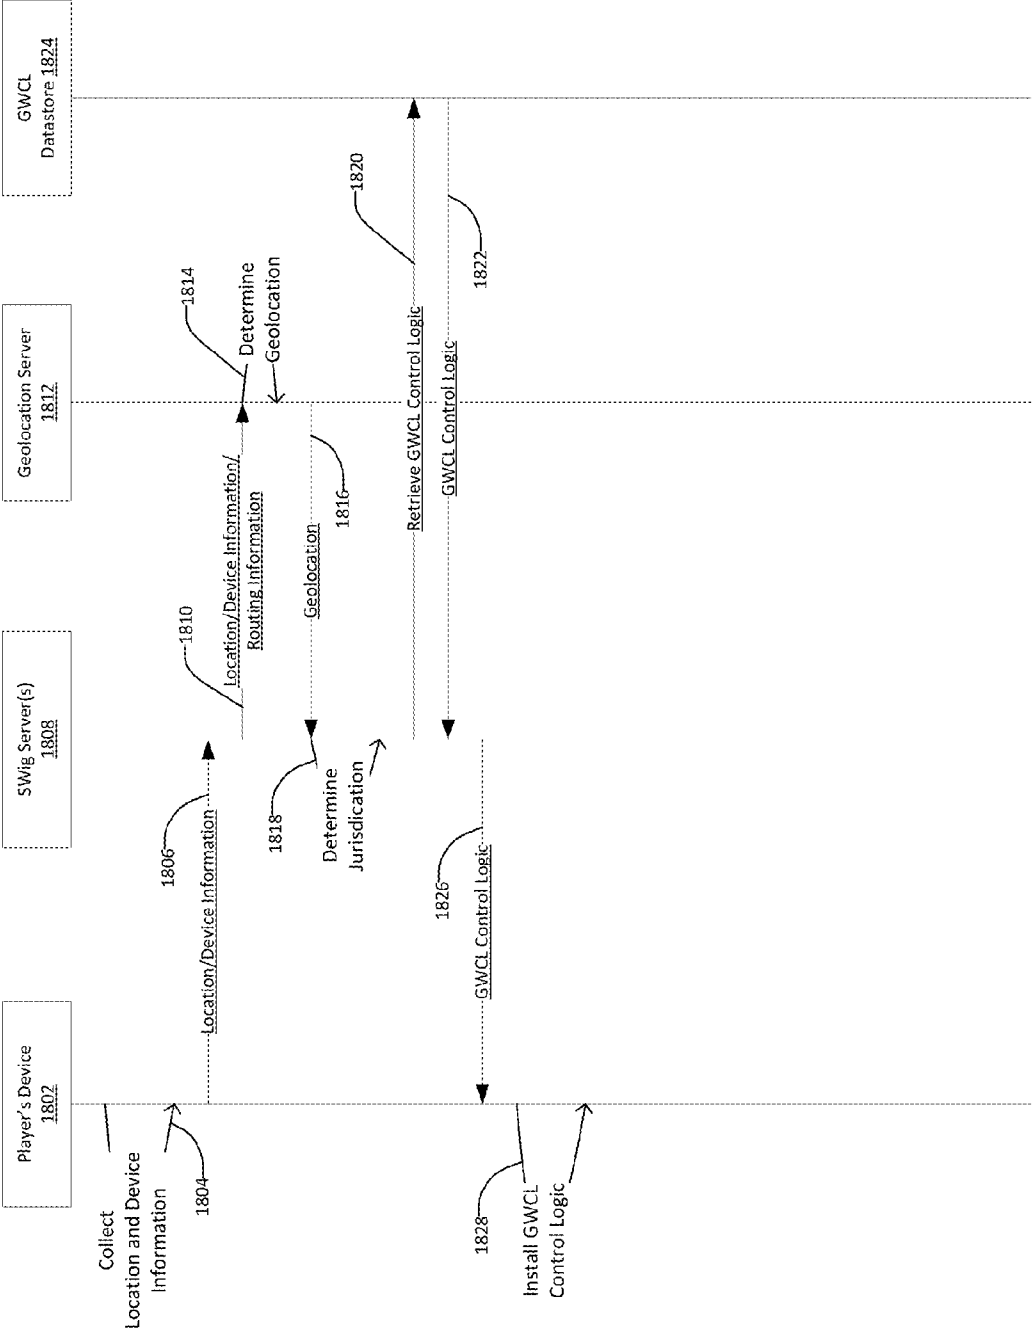 Player's Device
1802
SWig Server(s)
1808
Geolocation Server
1812
GWCL
Datastore 1824
Collect
Location and Device
Information
1804
Location/Device Information
1806
Location/Device Information/
Routing Information
1810
1814
Determine
Geolocation
Geolocation
1816
1818
Determine
Jurisdication
Retrieve GWCL Control Logic
1820
GWCL Control Logic
1822
GWCL Control Logic
1826
1828
Install GWCL
Control Logic